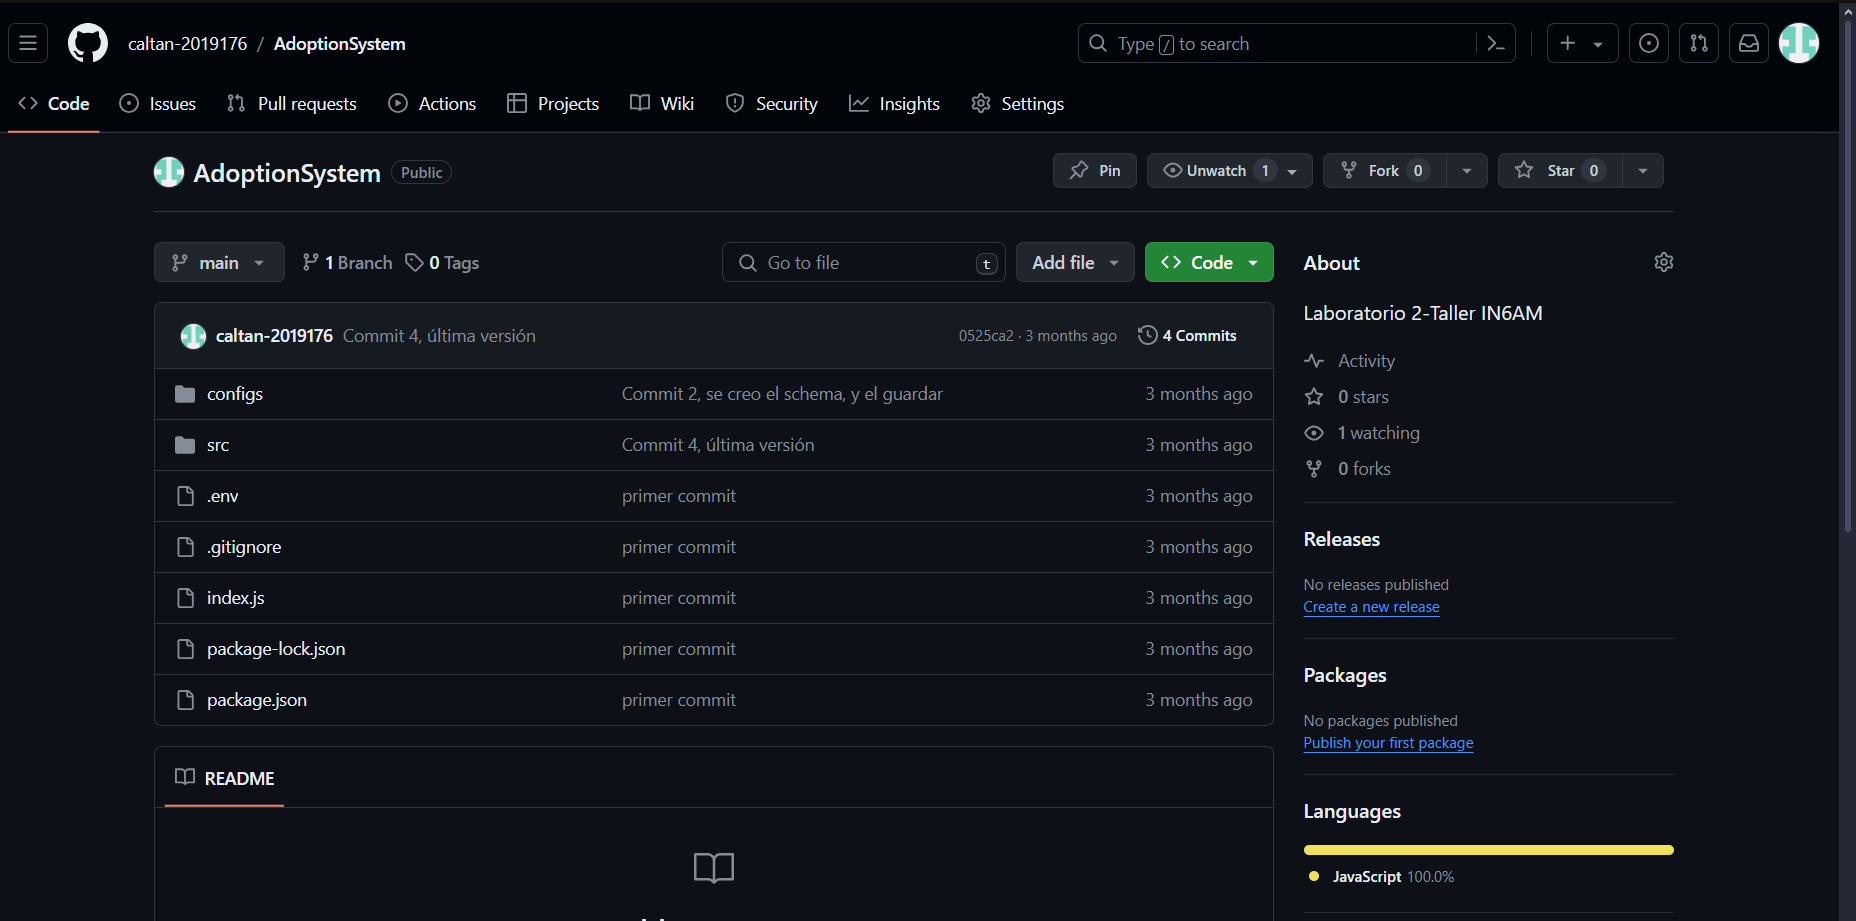 caltan-2019176 / AdoptionSystem
Type / to search
Code Issues Pull requests Actions Projects Wiki Security Insights Settings
AdoptionSystem Public
Pin Unwatch 1 Fork 0 Star 0
main 1 Branch 0 Tags
Go to file t Add file Code
caltan-2019176 Commit 4, última versión 0525ca2 · 3 months ago 4 Commits
configs Commit 2, se creo el schema, y el guardar 3 months ago
src Commit 4, última versión 3 months ago
.env primer commit 3 months ago
.gitignore primer commit 3 months ago
index.js primer commit 3 months ago
package-lock.json primer commit 3 months ago
package.json primer commit 3 months ago
README
About
Laboratorio 2-Taller IN6AM
Activity
0 stars
1 watching
0 forks
Releases
No releases published
Create a new release
Packages
No packages published
Publish your first package
Languages
JavaScript 100.0%